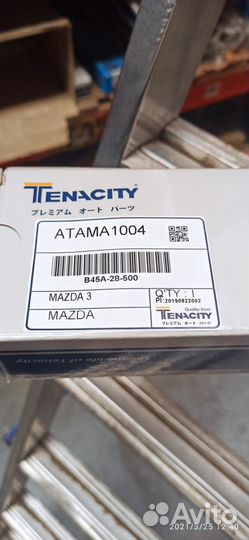 TENACITY
プレミアム オート パーツ
ATAMA1004
B45A-28-500
MAZDA 3
Q'TY: 1
PI:20190822002
MAZDA
Quality from
TENACITY
プレミアム オート パーツ
of Tenacity
Avito
2021/3/25 12:40